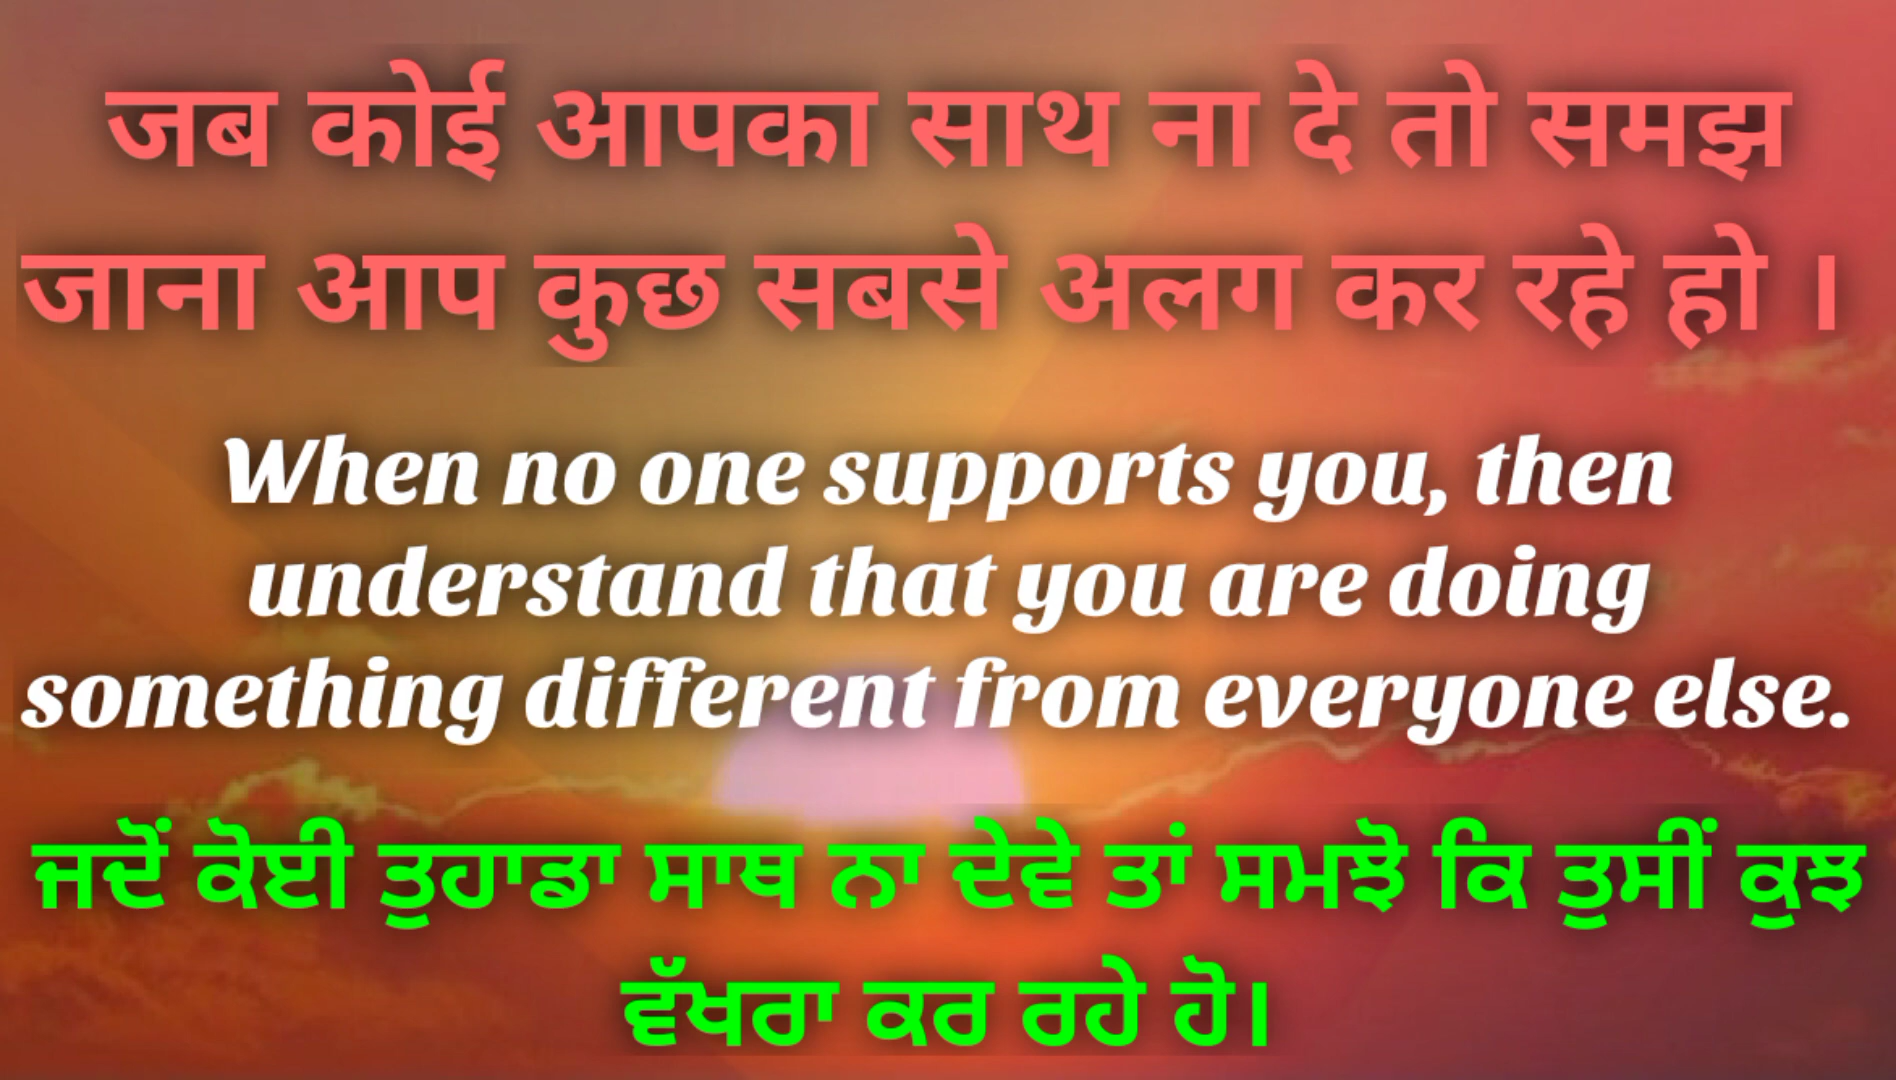 जब कोई आपका साथ ना दे तो समझ
जाना आप कुछ सबसे अलग कर रहे हो ।
When no one supports you, then
understand that you are doing
something different from everyone else.
ਜਦੋਂ ਕੋਈ ਤੁਹਾਡਾ ਸਾਥ ਨਾ ਦੇਵੇ ਤਾਂ ਸਮਝੋ ਕਿ ਤੁਸੀਂ ਕੁਝ
ਵੱਖਰਾ ਕਰ ਰਹੇ ਹੋ।